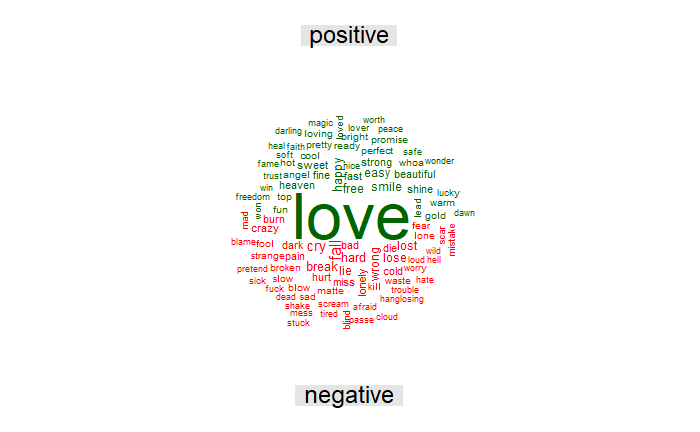 positive
magic loved worth
darling loving lover peace
bright promise
heal faith pretty ready perfect safe
soft cool nice
fame hot sweet happy strong whoa wonder
trust angel fine fast easy beautiful
win heaven free smile shine lucky
freedom top warm
won fun love lead gold dawn
mad burn fear
crazy lone scar mistake
blame fool dark cry fall bad die lost wild
strange pain hard wrong lose loud hell
pretend broken break lie cold worry
sick slow hurt miss lonely waste hate
fuck blow matte kill trouble
dead sad hanglosing
shake scream afraid
mess tired blind passe cloud
stuck
negative